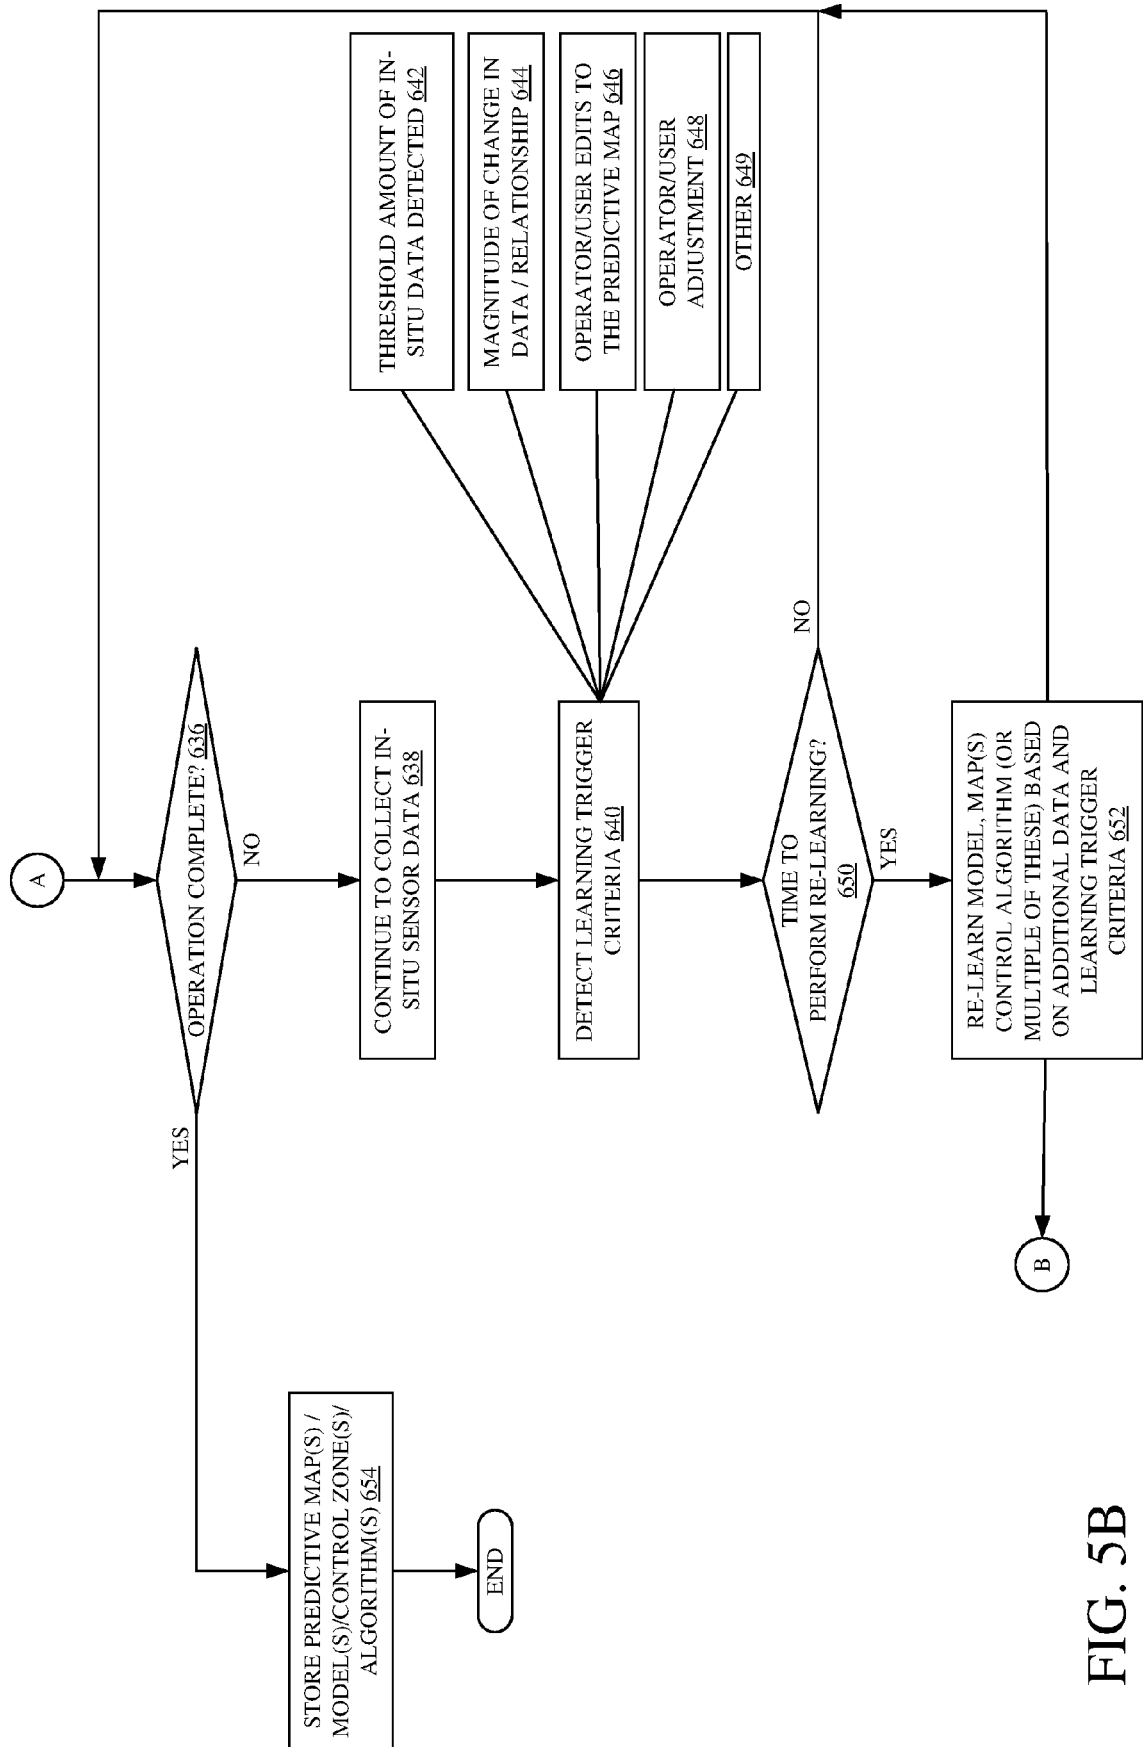 A
OPERATION COMPLETE? 636
YES
NO
STORE PREDICTIVE MAP(S) /
MODEL(S)/CONTROL ZONE(S)/
ALGORITHM(S) 654
END
CONTINUE TO COLLECT IN-
SITU SENSOR DATA 638
DETECT LEARNING TRIGGER
CRITERIA 640
THRESHOLD AMOUNT OF IN-
SITU DATA DETECTED 642
MAGNITUDE OF CHANGE IN
DATA / RELATIONSHIP 644
OPERATOR/USER EDITS TO
THE PREDICTIVE MAP 646
OPERATOR/USER
ADJUSTMENT 648
OTHER 649
TIME TO
PERFORM RE-LEARNING?
650
NO
YES
RE-LEARN MODEL, MAP(S)
CONTROL ALGORITHM (OR
MULTIPLE OF THESE) BASED
ON ADDITIONAL DATA AND
LEARNING TRIGGER
CRITERIA 652
B
FIG. 5B